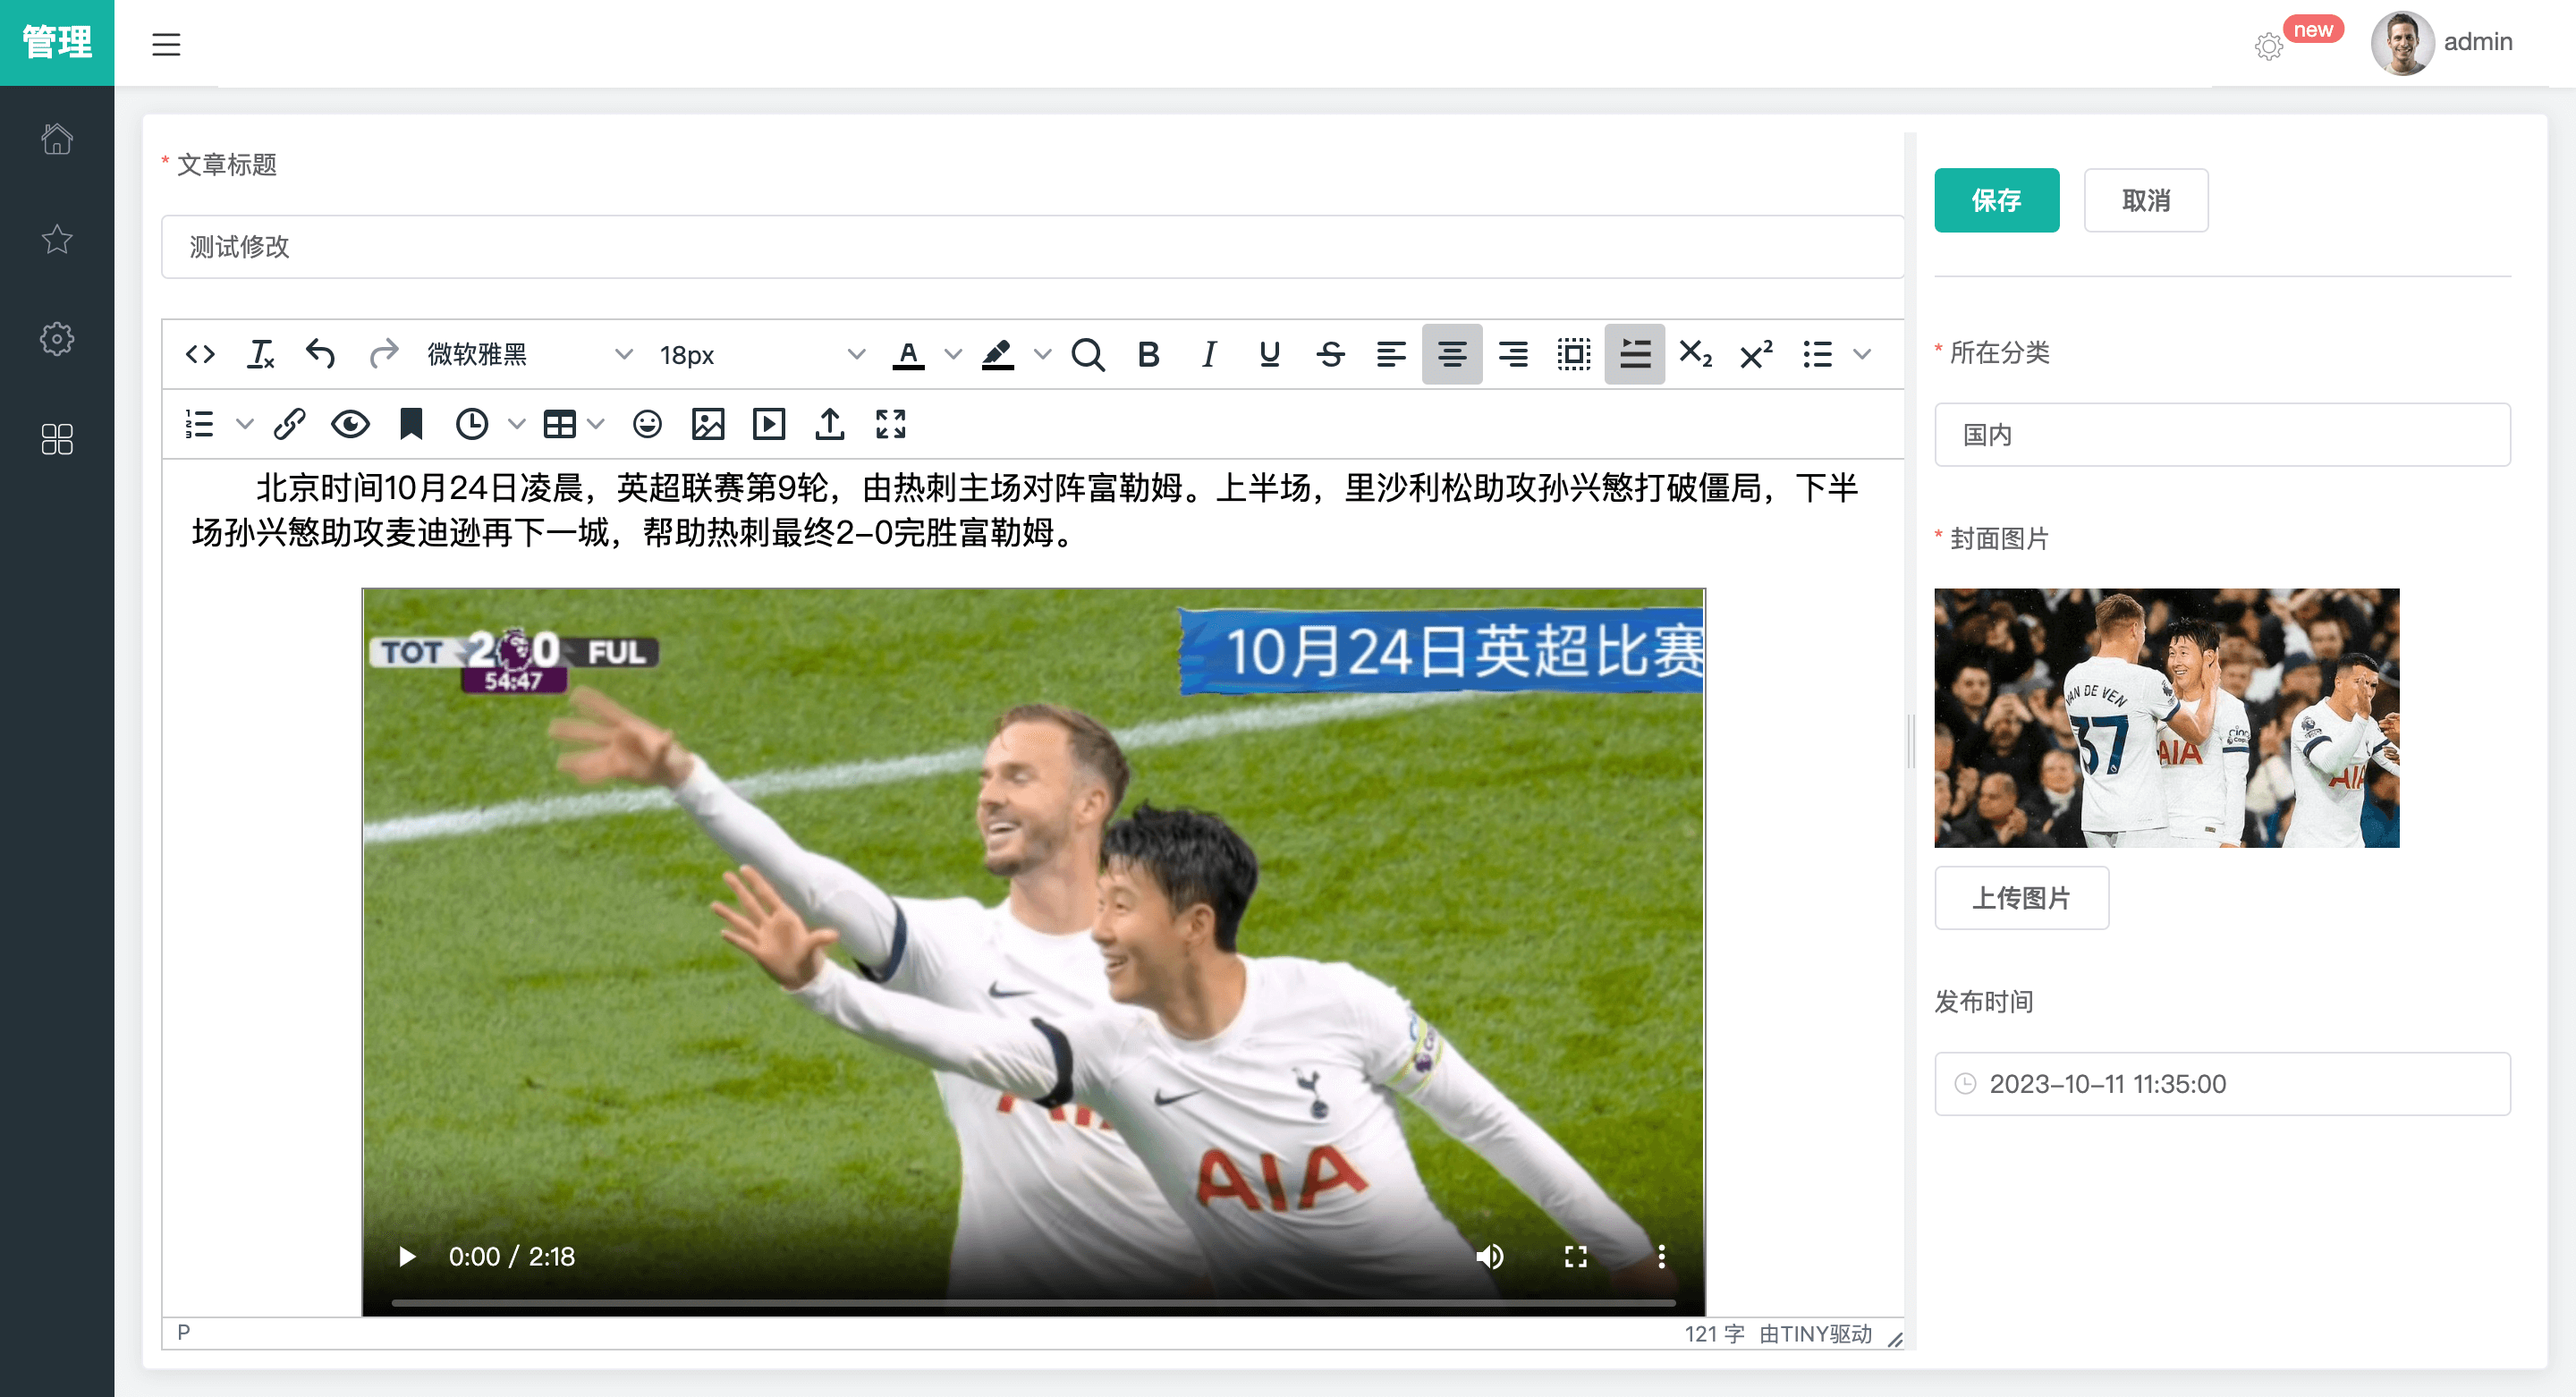 管理
new
admin
* 文章标题
测试修改
微软雅黑
18px
北京时间10月24日凌晨，英超联赛第9轮，由热刺主场对阵富勒姆。上半场，里沙利松助攻孙兴慜打破僵局，下半
场孙兴慜助攻麦迪逊再下一城，帮助热刺最终2-0完胜富勒姆。
TOT 2 0 FUL
54:47
10月24日英超比赛
AIA
0:00 / 2:18
P
121 字 由TINY驱动
保存
取消
* 所在分类
国内
* 封面图片
VAN DE VEN
37
AIA
AIA
上传图片
发布时间
2023-10-11 11:35:00